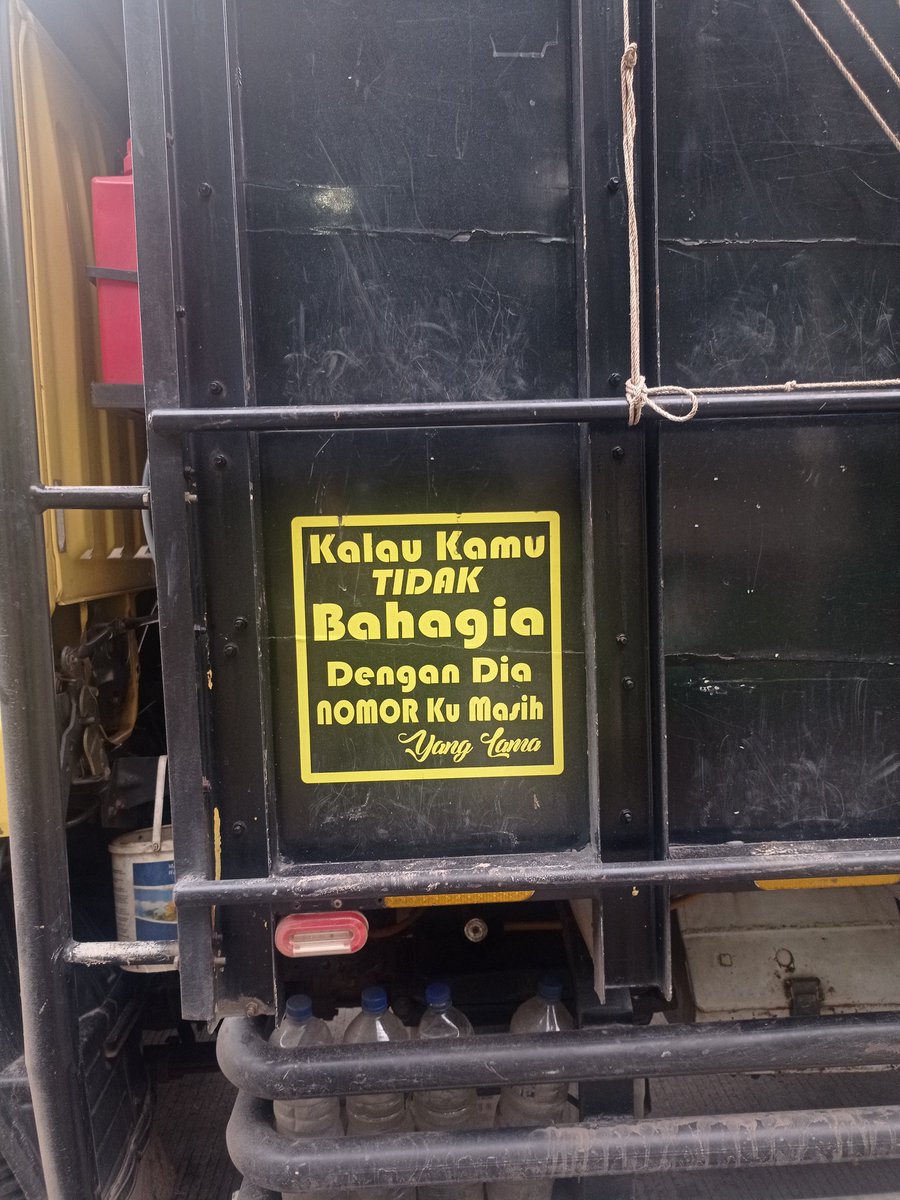 Kalau Kamu
TIDAK
Bahagia
Dengan Dia
NOMOR Ku Masih
Yang Lama